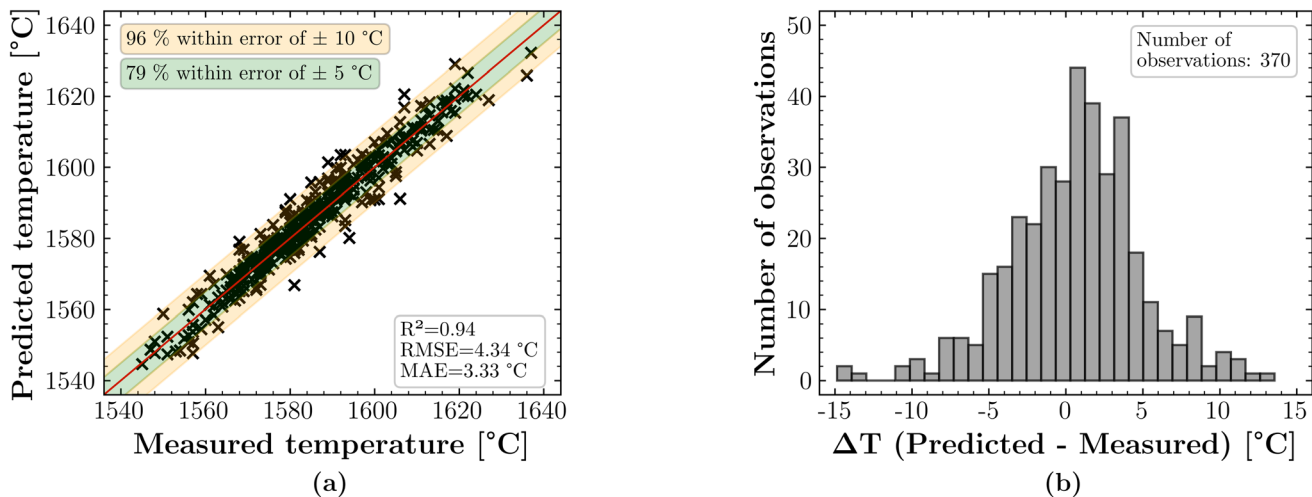 1640
1620
1600
1580
1560
1540
Predicted temperature [°C]
96 % within error of ± 10 °C
79 % within error of ± 5 °C
R²=0.94
RMSE=4.34 °C
MAE=3.33 °C
1540 1560 1580 1600 1620 1640
Measured temperature [°C]
(a)
50
40
30
20
10
0
Number of observations
Number of
observations: 370
-15 -10 -5 0 5 10 15
ΔT (Predicted - Measured) [°C]
(b)